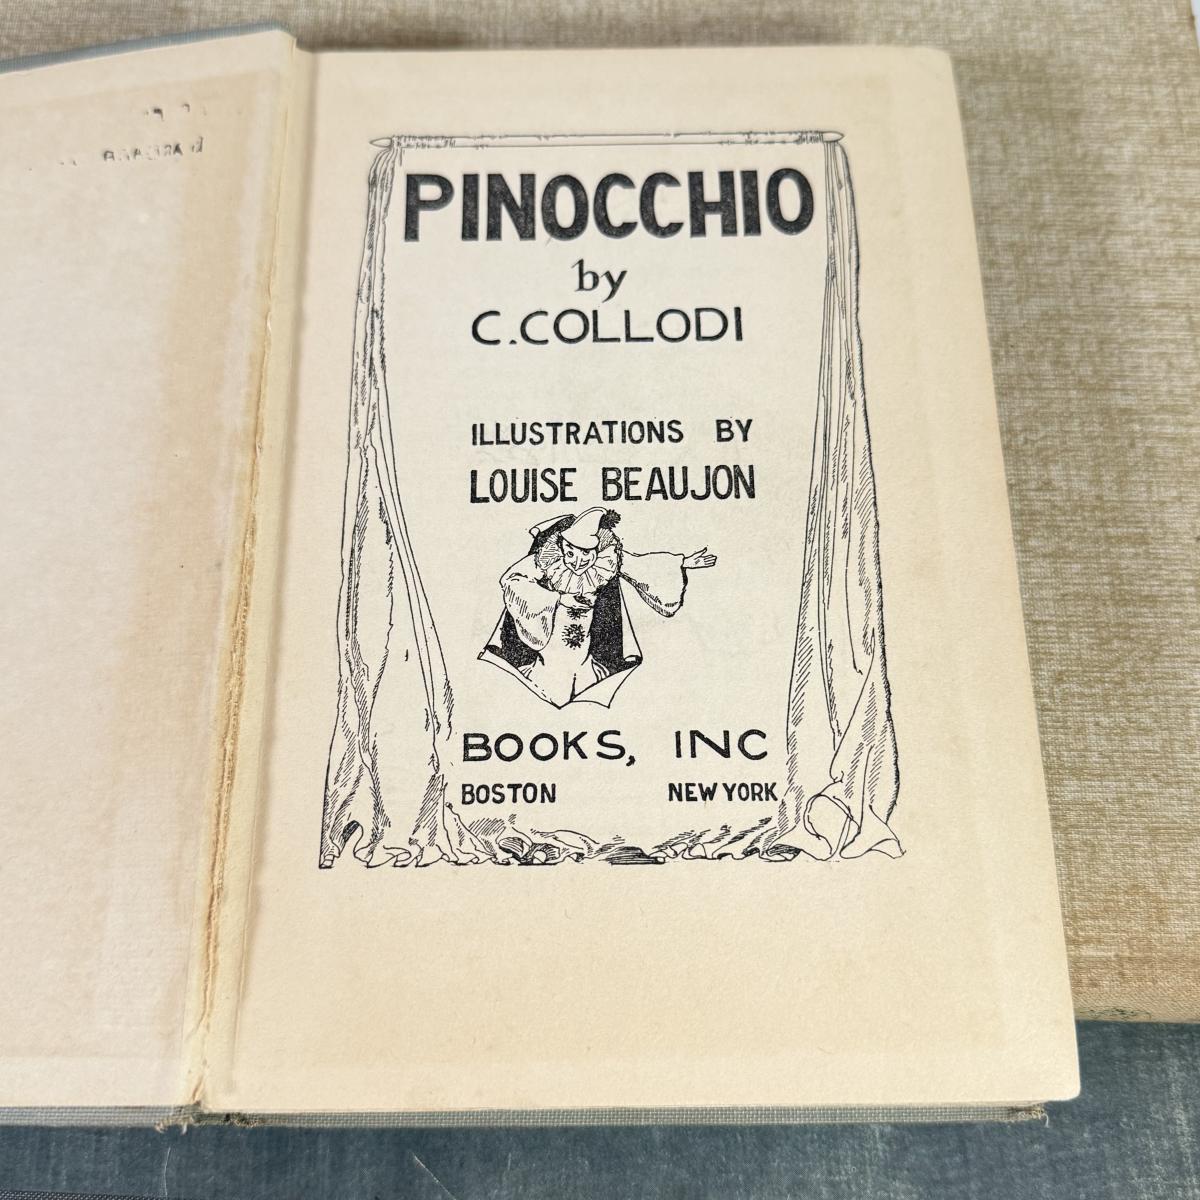 PINOCCHIO
by
C. COLLODI
ILLUSTRATIONS BY
LOUISE BEAUJON
BOOKS, INC
BOSTON NEW YORK